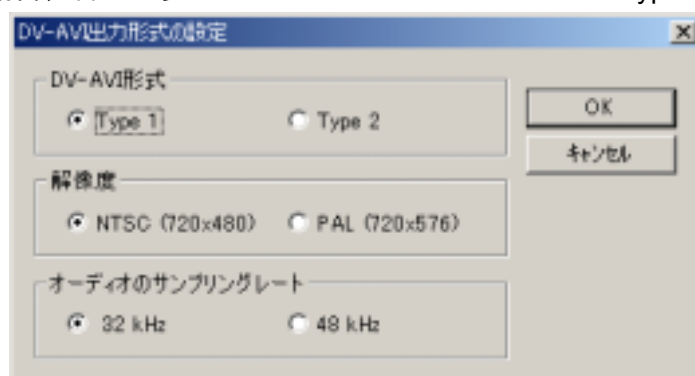 DV-AVI出力形式の設定
DV-AVI形式
Type 1
Type 2
OK
キャンセル
解像度
NTSC (720x480)
PAL (720x576)
オーディオのサンプリングレート
32 kHz
48 kHz